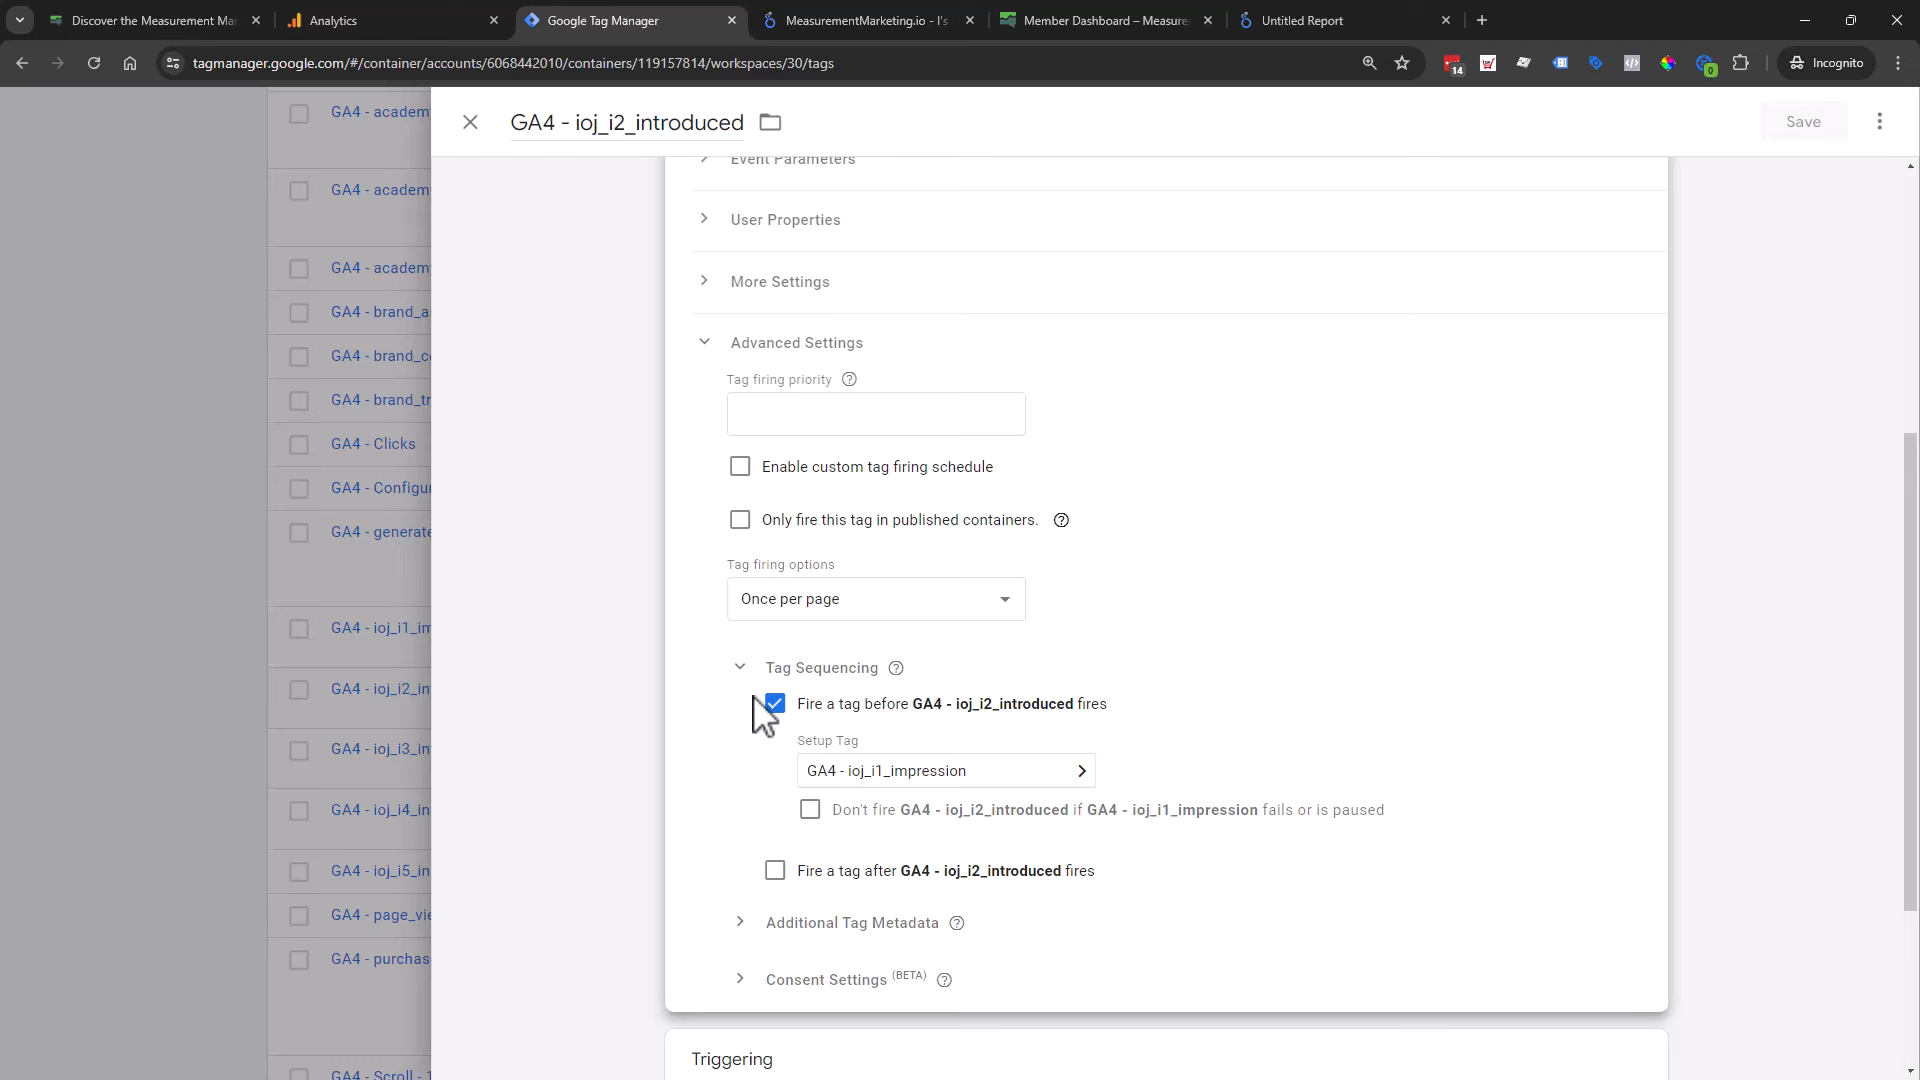 Discover the Measurement Ma
Analytics
Google Tag Manager
MeasurementMarketing.io - I's
Member Dashboard – Measure
Untitled Report
tagmanager.google.com/#/container/accounts/6068442010/containers/119157814/workspaces/30/tags
14
0
Incognito
GA4 - ioj_i2_introduced
Save
GA4 - academ
GA4 - academ
GA4 - academ
GA4 - brand_a
GA4 - brand_c
GA4 - brand_tr
GA4 - Clicks
GA4 - Configu
GA4 - generate
GA4 - ioj_i1_im
GA4 - ioj_i2_in
GA4 - ioj_i3_in
GA4 - ioj_i4_in
GA4 - ioj_i5_in
GA4 - page_vie
GA4 - purchas
GA4 - Scroll - 1
Event Parameters
User Properties
More Settings
Advanced Settings
Tag firing priority
Enable custom tag firing schedule
Only fire this tag in published containers.
Tag firing options
Once per page
Tag Sequencing
Fire a tag before GA4 - ioj_i2_introduced fires
Setup Tag
GA4 - ioj_i1_impression
Don't fire GA4 - ioj_i2_introduced if GA4 - ioj_i1_impression fails or is paused
Fire a tag after GA4 - ioj_i2_introduced fires
Additional Tag Metadata
Consent Settings (BETA)
Triggering